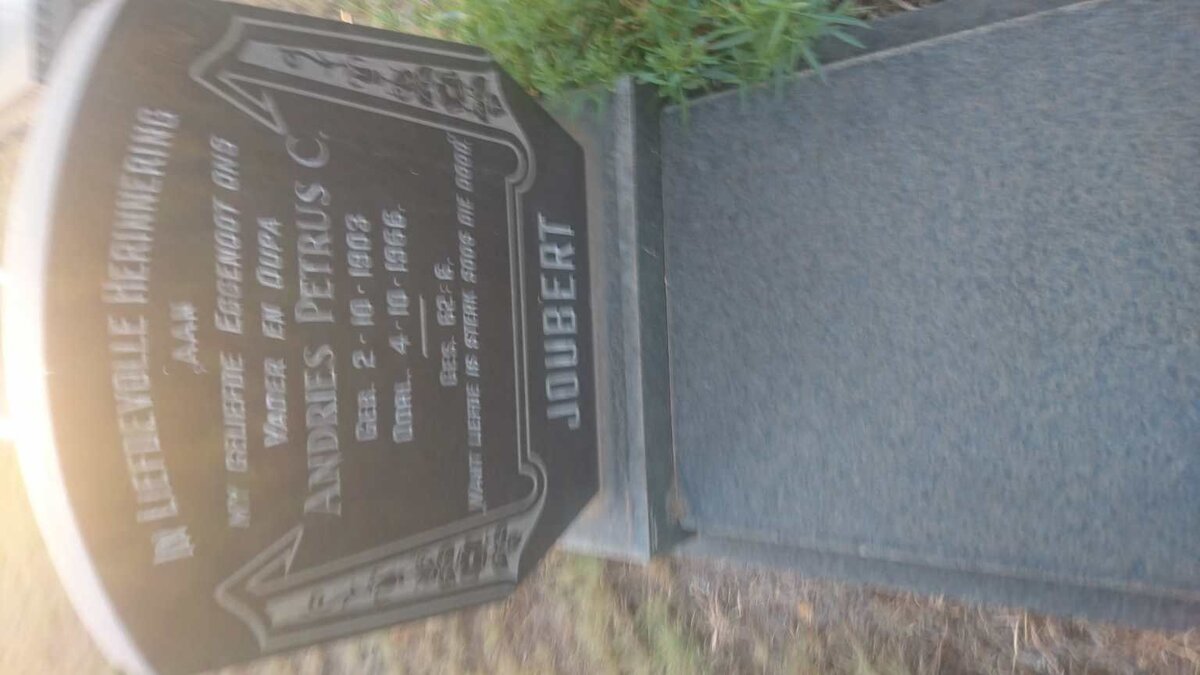 IN LIEFDEVOLLE HERINNERING
AAN
MY GELIEFDE EGGENOOT ONS
VADER EN OUPA
ANDRIES PETRUS C.
GEB. 2-10-1903
OORL. 4-10-1966.
GES. 62:6.
WANT LIEFDE IS STERK SOOS DIE DOOD
JOUBERT